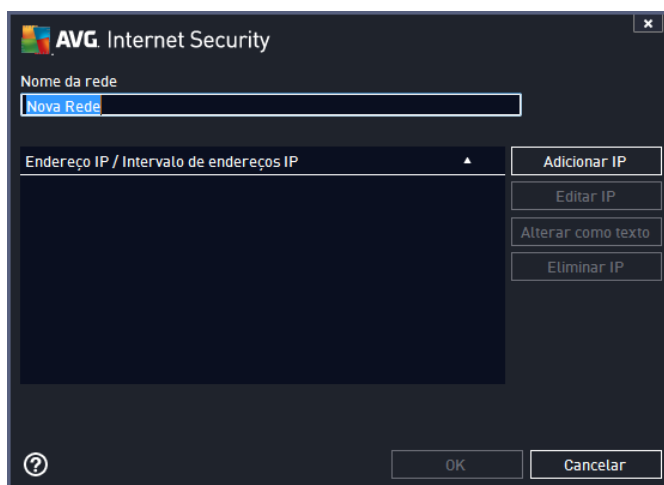 AVG. Internet Security
Nome da rede
Nova Rede
Endereço IP / Intervalo de endereços IP
Adicionar IP
Editar IP
Alterar como texto
Eliminar IP
OK
Cancelar